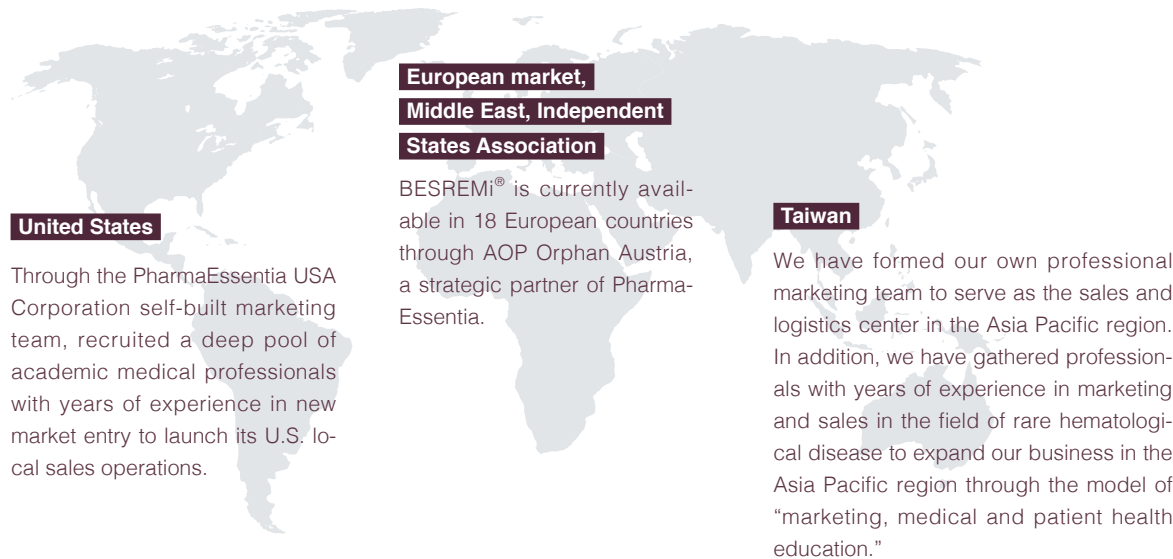 United States
Through the PharmaEssentia USA
Corporation self-built marketing
team, recruited a deep pool of
academic medical professionals
with years of experience in new
market entry to launch its U.S. lo-
cal sales operations.
European market,
Middle East, Independent
States Association
BESREMi® is currently avail-
able in 18 European countries
through AOP Orphan Austria,
a strategic partner of Pharma-
Essentia.
Taiwan
We have formed our own professional
marketing team to serve as the sales and
logistics center in the Asia Pacific region.
In addition, we have gathered profession-
als with years of experience in marketing
and sales in the field of rare hematologi-
cal disease to expand our business in the
Asia Pacific region through the model of
“marketing, medical and patient health
education.”